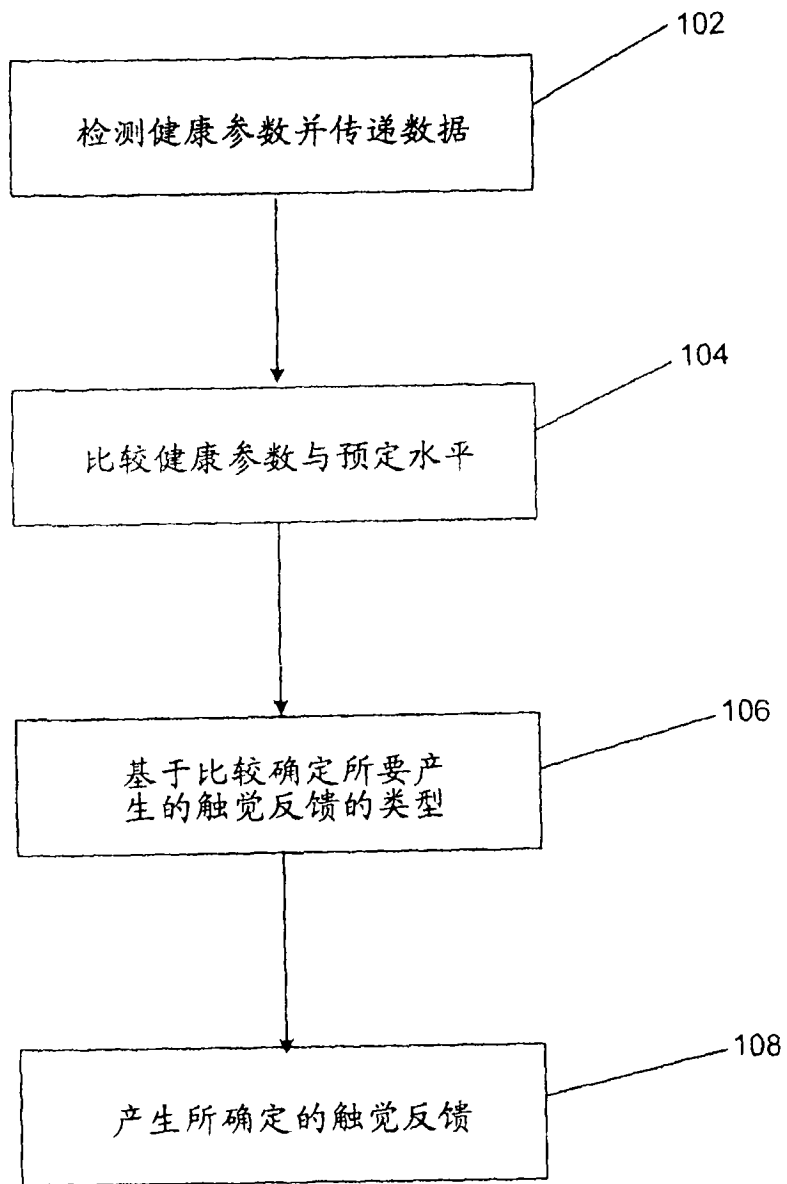 102
检测健康参数并传递数据
104
比较健康参数与预定水平
106
基于比较确定所要产
生的触觉反馈的类型
108
产生所确定的触觉反馈